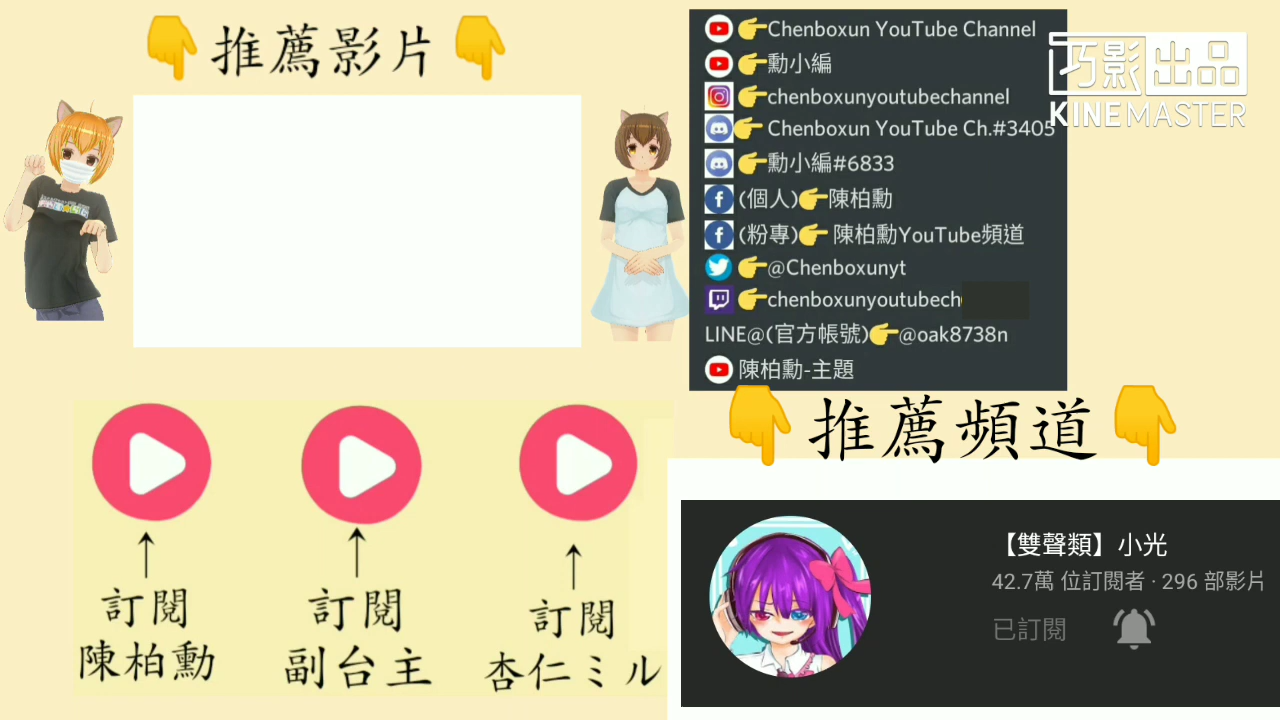 推薦影片
Chenboxun YouTube Channel
勳小編
chenboxunyoutubechannel
Chenboxun YouTube Ch.#3405
勳小編#6833
(個人)陳柏勳
(粉專)陳柏勳YouTube頻道
@Chenboxunyt
chenboxunyoutubech
LINE@(官方帳號)@oak8738n
陳柏勳-主題
巧影出品
KINEMASTER
推薦頻道
訂閱
陳柏勳
訂閱
副台主
訂閱
杏仁ミル
【雙聲類】小光
42.7萬 位訂閱者 · 296 部影片
已訂閱